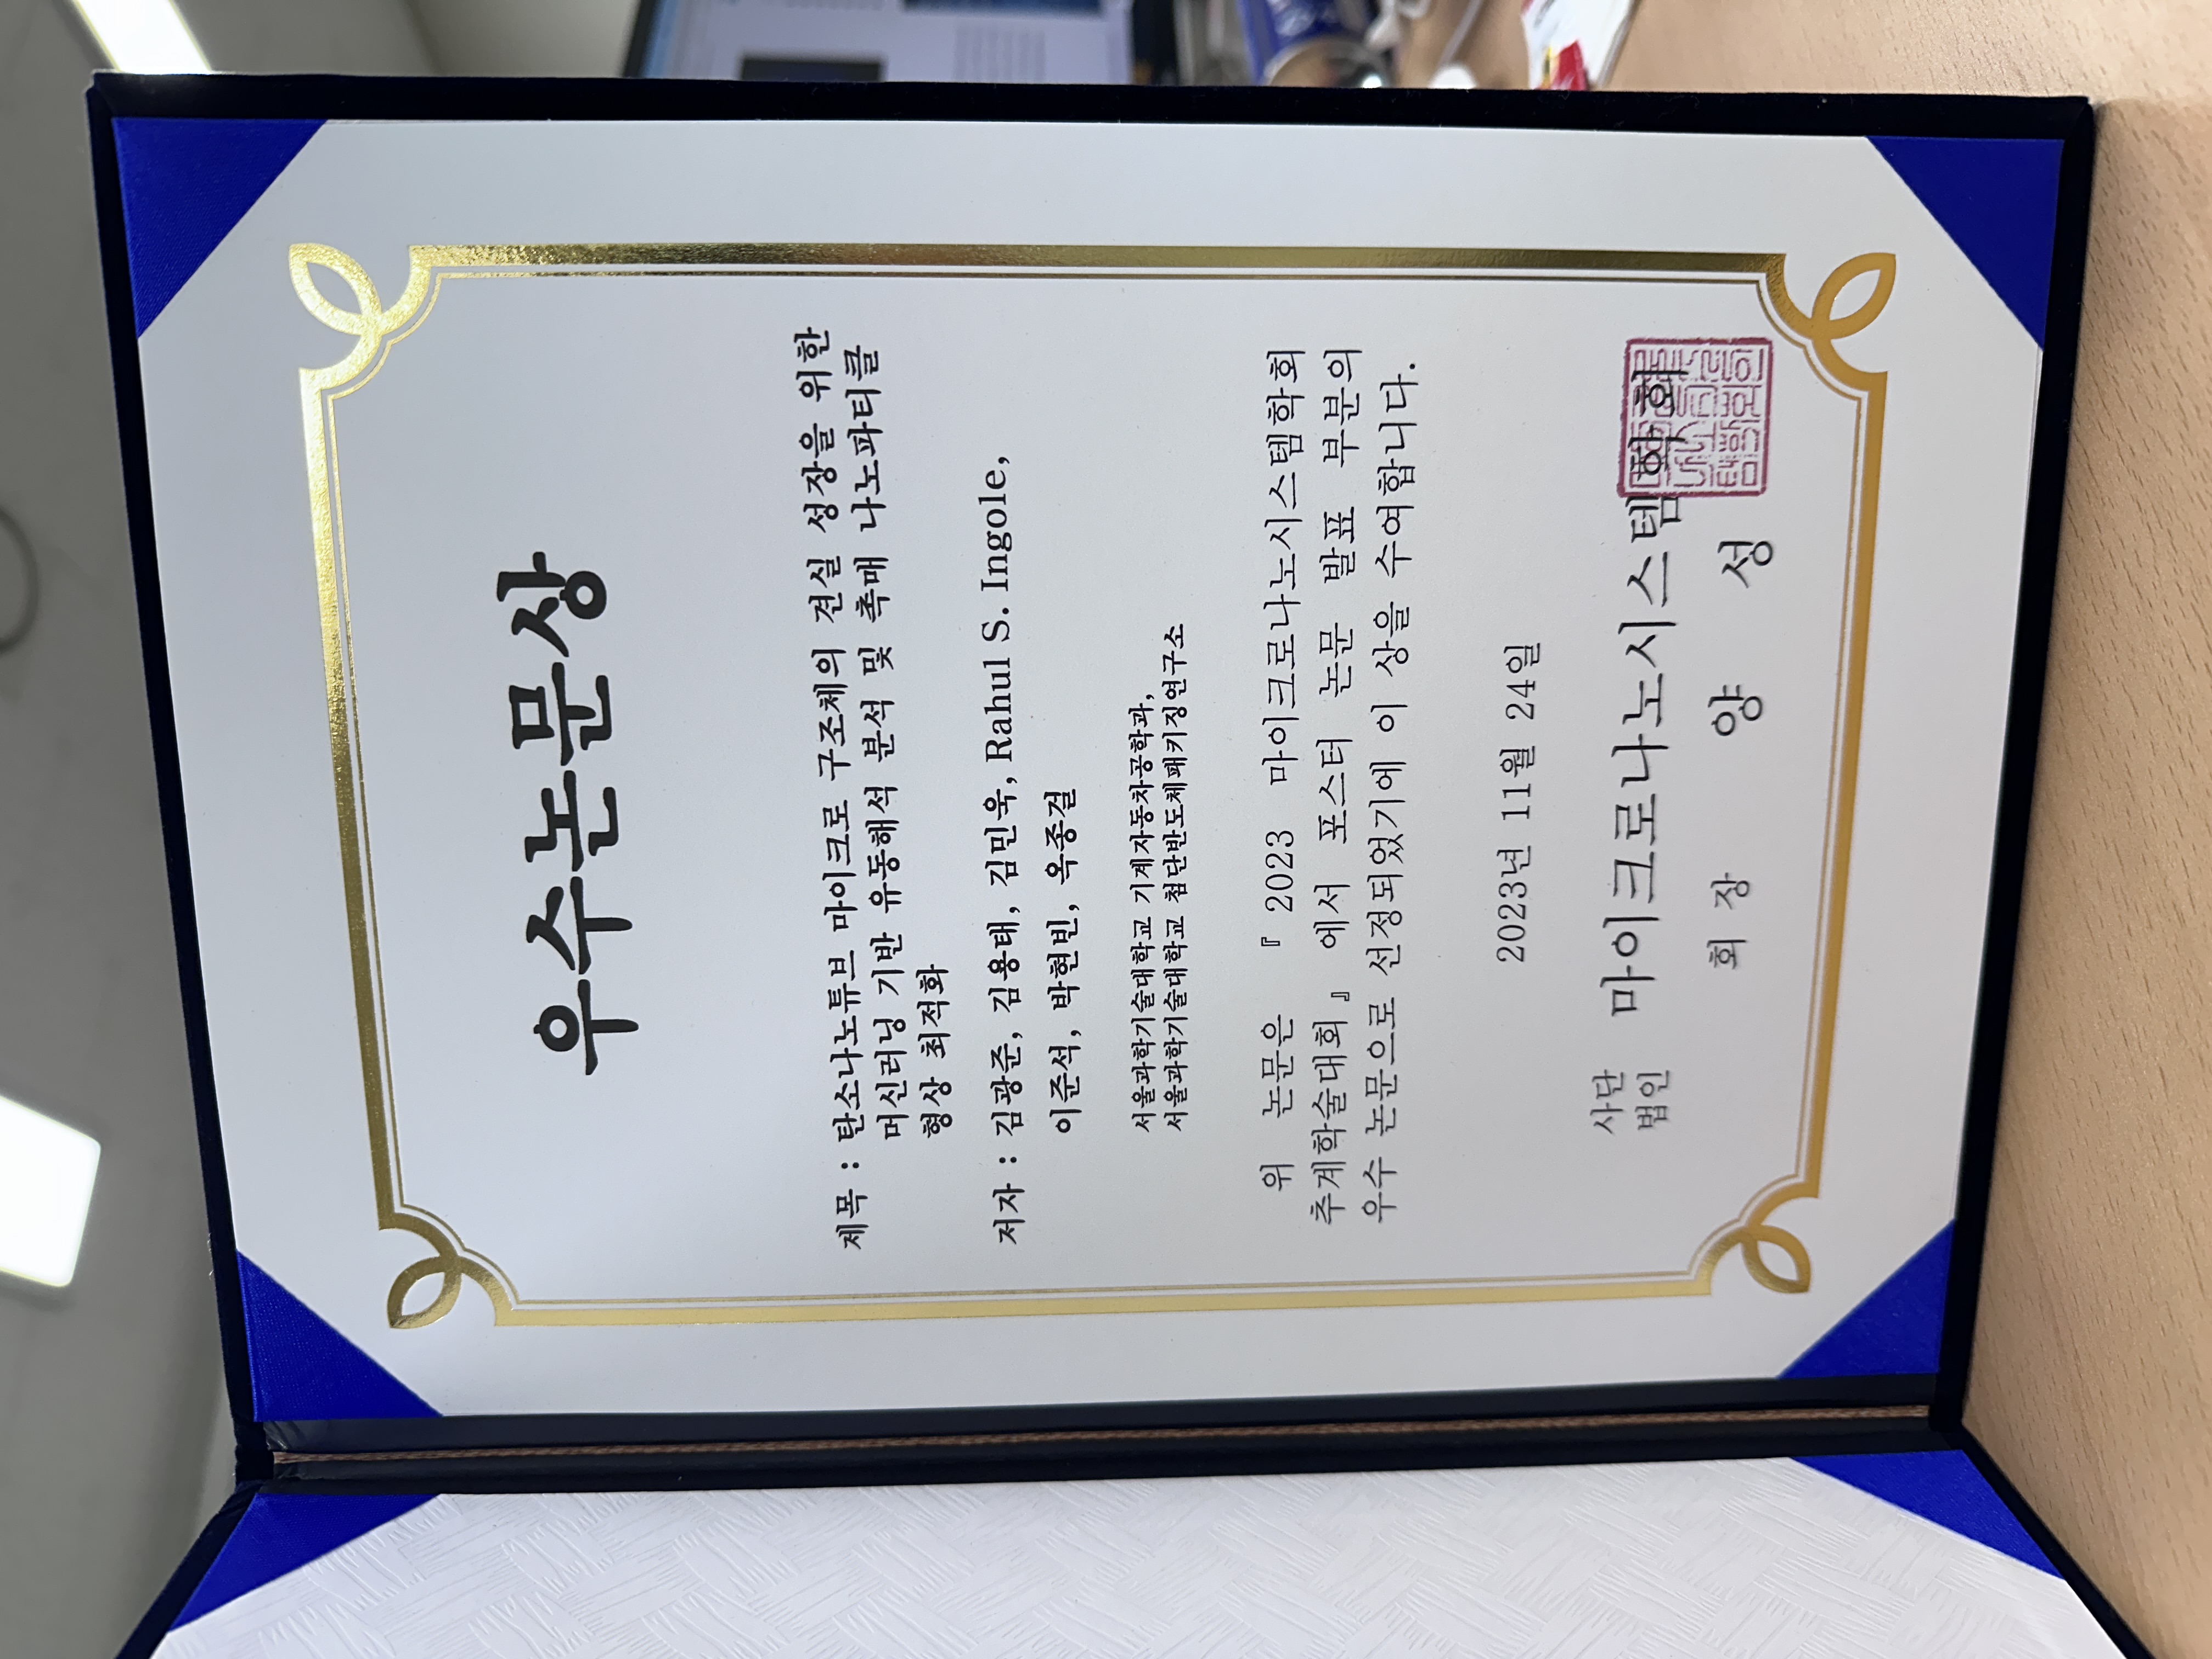 우수논문상
제목 : 탄소나노튜브 마이크로 구조체의 견실 성장을 위한
머신러닝 기반 유동해석 분석 및 촉매 나노파티클
형상 최적화
저자 : 김광준, 김용태, 김민욱, Rahul S. Ingole,
이준석, 박현빈, 옥종걸
서울과학기술대학교 기계자동차공학과,
서울과학기술대학교 첨단반도체패키징연구소
위 논문은 『 2023 마이크로나노시스템학회
추계학술대회』 에서 포스터 논문 발표 부분의
우수 논문으로 선정되었기에 이 상을 수여합니다.
2023년 11월 24일
사단
법인 마이크로나노시스템학회
회 장 양 성